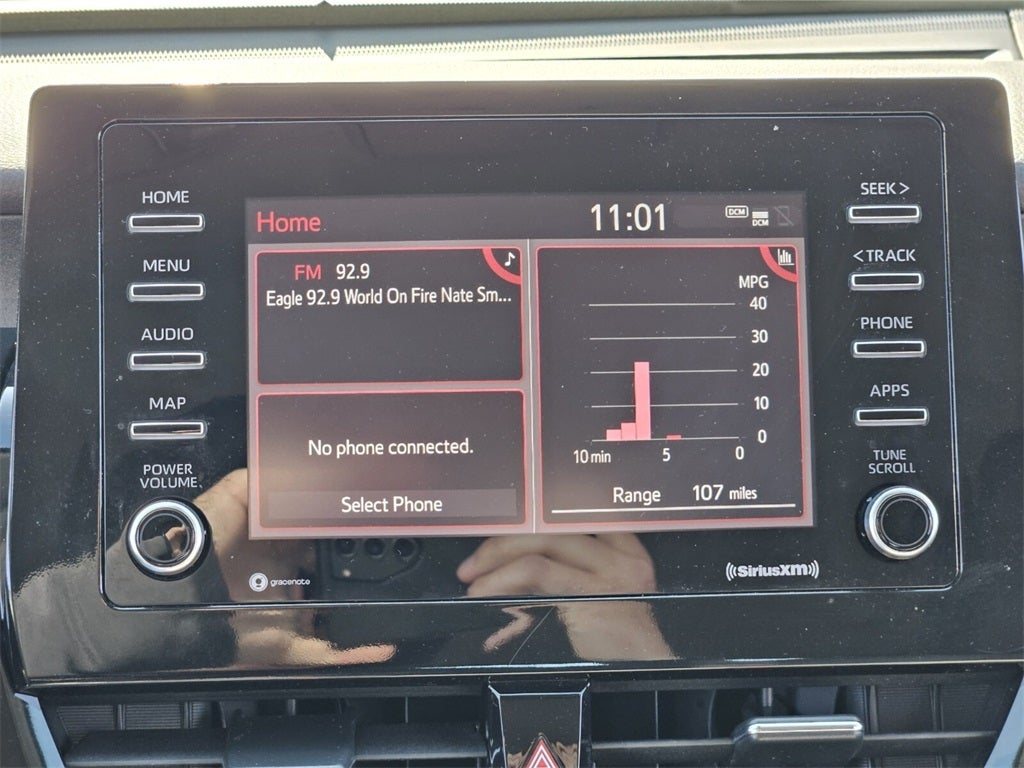 HOME
MENU
AUDIO
MAP
POWER
VOLUME
Home
11:01
DCM
DCM
FM 92.9
Eagle 92.9 World On Fire Nate Sm...
No phone connected.
Select Phone
MPG
40
30
20
10
0
10 min 5 0
Range 107 miles
SEEK >
< TRACK
PHONE
APPS
TUNE
SCROLL
gracenote
((SiriusXM))